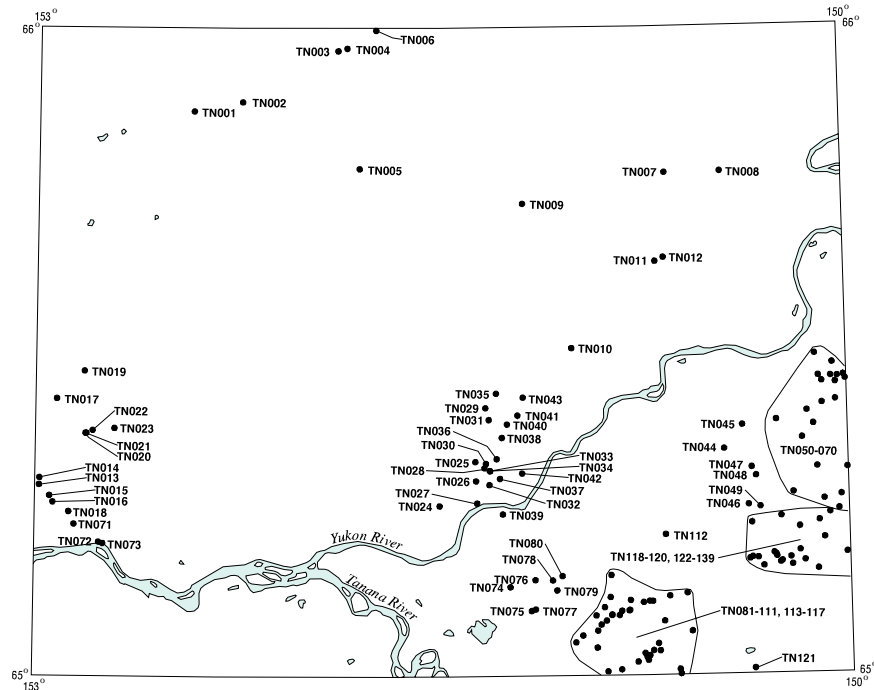 153°
150°
66°
66°
TN006
TN003
TN004
TN002
TN001
TN005
TN007
TN008
TN009
TN011
TN012
TN010
TN019
TN017
TN022
TN023
TN021
TN020
TN014
TN013
TN015
TN016
TN018
TN071
TN072
TN073
TN035
TN043
TN029
TN041
TN031
TN040
TN036
TN038
TN030
TN033
TN025
TN034
TN028
TN042
TN026
TN037
TN027
TN032
TN024
TN039
TN045
TN044
TN050-070
TN047
TN048
TN049
TN046
TN112
TN118-120, 122-139
Yukon River
TN080
TN078
TN076
TN074
TN079
Tanana River
TN075
TN077
TN081-111, 113-117
TN121
65°
65°
153°
150°